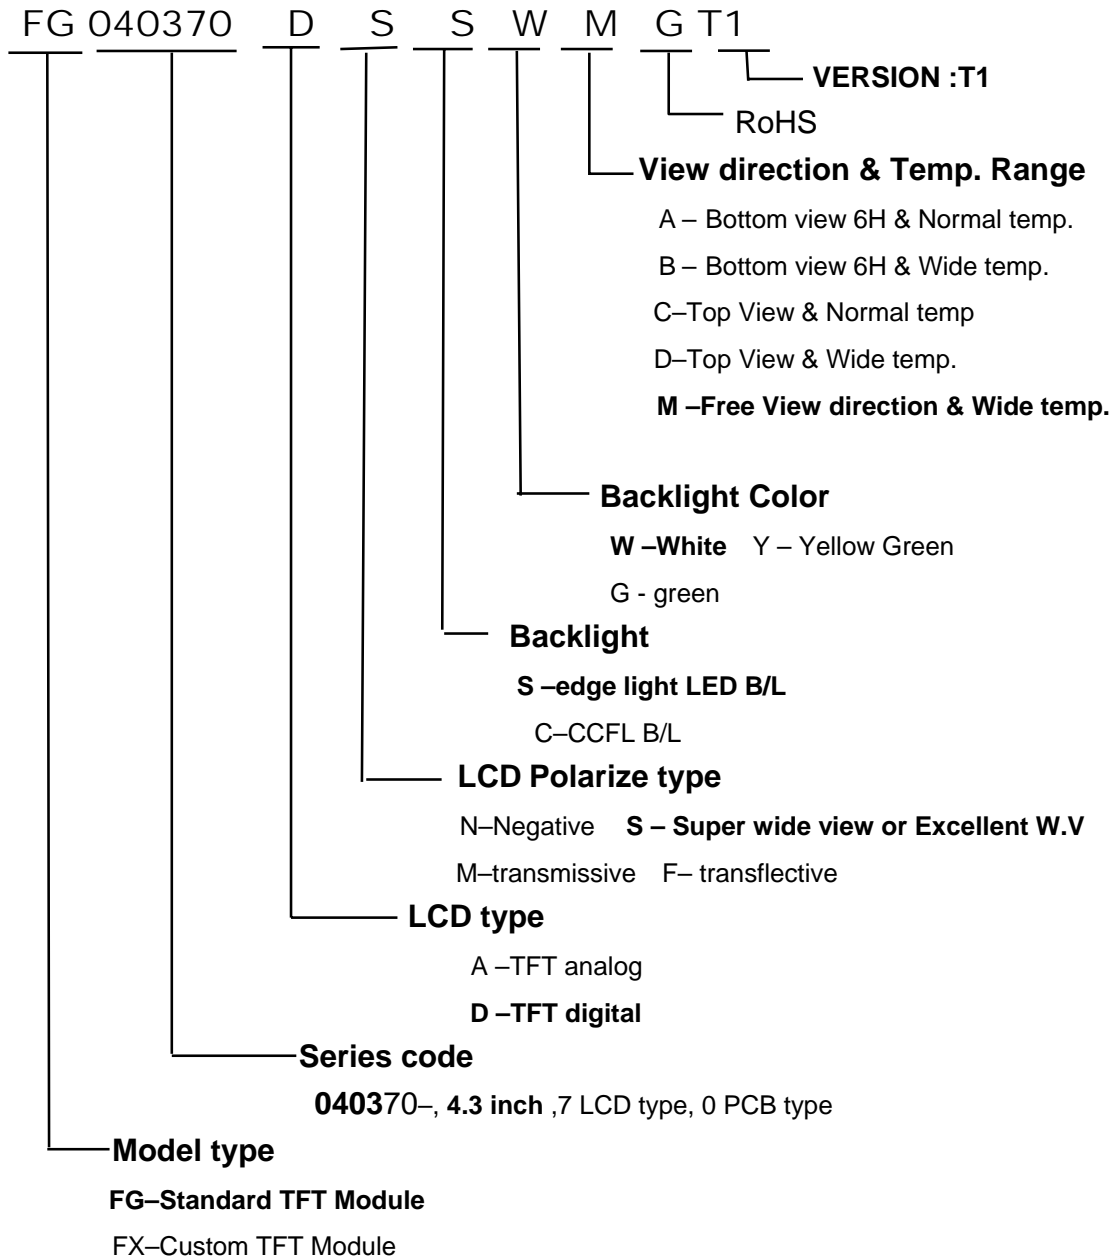 FG 040370 D S S W M G T1
VERSION :T1
RoHS
View direction & Temp. Range
A – Bottom view 6H & Normal temp.
B – Bottom view 6H & Wide temp.
C–Top View & Normal temp
D–Top View & Wide temp.
M –Free View direction & Wide temp.
Backlight Color
W –White Y – Yellow Green
G - green
Backlight
S –edge light LED B/L
C–CCFL B/L
LCD Polarize type
N–Negative S – Super wide view or Excellent W.V
M–transmissive F– transflective
LCD type
A –TFT analog
D –TFT digital
Series code
040370–, 4.3 inch ,7 LCD type, 0 PCB type
Model type
FG–Standard TFT Module
FX–Custom TFT Module